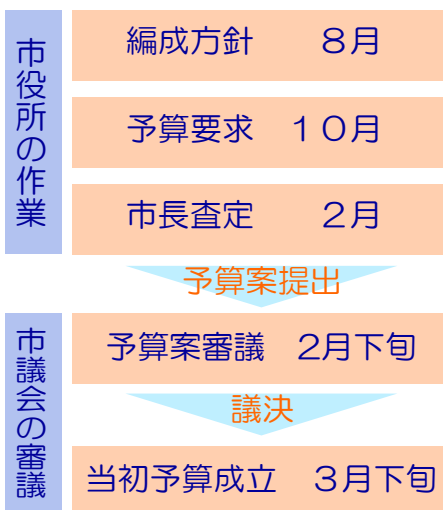 市役所の作業
編成方針　８月
予算要求　１０月
市長査定　２月
予算案提出
市議会の審議
予算案審議　２月下旬
議決
当初予算成立　３月下旬